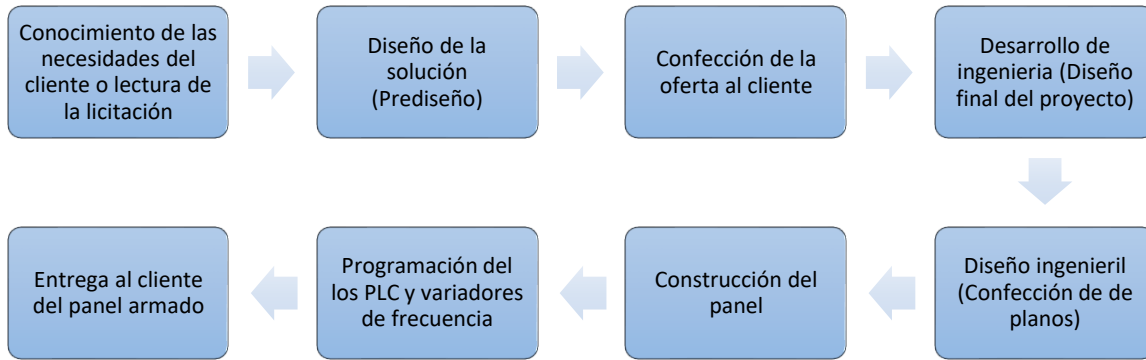 Conocimiento de las
necesidades del
cliente o lectura de
la licitación
Diseño de la
solución
(Prediseño)
Confección de la
oferta al cliente
Desarrollo de
ingenieria (Diseño
final del proyecto)
Diseño ingenieril
(Confección de de
planos)
Construcción del
panel
Programación del
los PLC y variadores
de frecuencia
Entrega al cliente
del panel armado